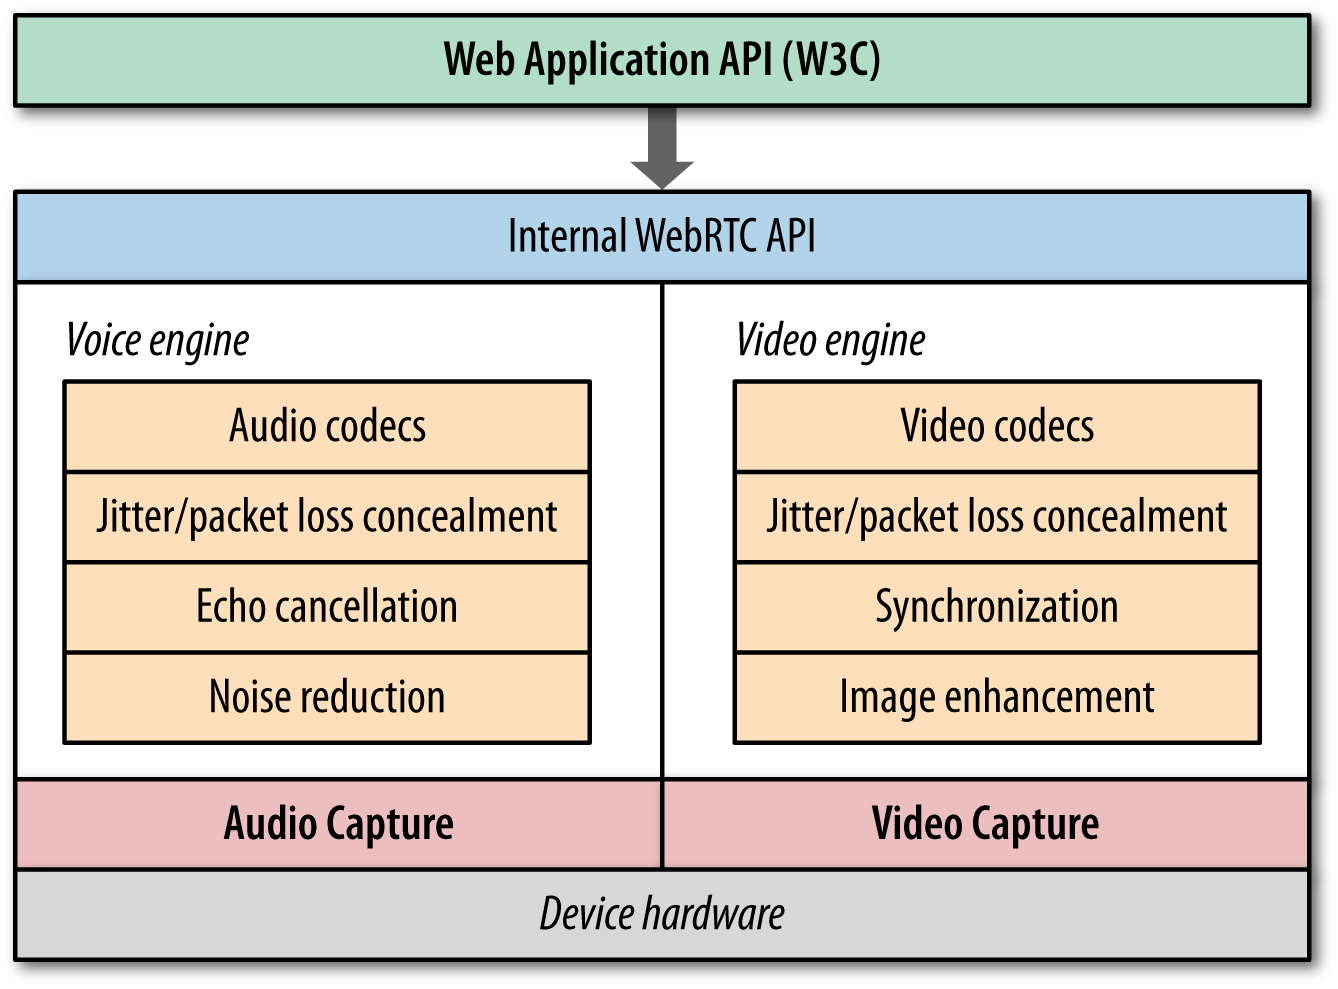 Web Application API (W3C)
Internal WebRTC API
Voice engine
Audio codecs
Jitter/packet loss concealment
Echo cancellation
Noise reduction
Video engine
Video codecs
Jitter/packet loss concealment
Synchronization
Image enhancement
Audio Capture
Video Capture
Device hardware